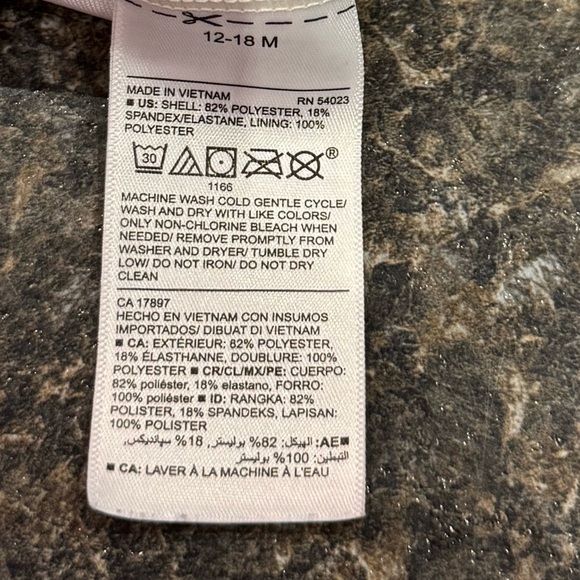 12-18 M
MADE IN VIETNAM RN 54023
■ US: SHELL: 82% POLYESTER, 18%
SPANDEX/ELASTANE, LINING: 100%
POLYESTER
30 ®
1166
MACHINE WASH COLD GENTLE CYCLE/
WASH AND DRY WITH LIKE COLORS/
ONLY NON-CHLORINE BLEACH WHEN
NEEDED/ REMOVE PROMPTLY FROM
WASHER AND DRYER/ TUMBLE DRY
LOW/ DO NOT IRON/ DO NOT DRY
CLEAN
CA 17897
HECHO EN VIETNAM CON INSUMOS
IMPORTADOS/ DIBUAT DI VIETNAM
■ CA: EXTÉRIEUR: 82% POLYESTER,
18% ÉLASTHANNE, DOUBLURE: 100%
POLYESTER ■ CR/CL/MX/PE: CUERPO:
82% poliéster, 18% elastano, FORRO:
100% poliéster ■ ID: RANGKA: 82%
POLISTER, 18% SPANDEKS, LAPISAN:
100% POLISTER
■ AE: الهيكل: 82% بوليستر, 18% سپانديكس,
التبطين: 100% بوليستر
■ CA: LAVER À LA MACHINE À L'EAU